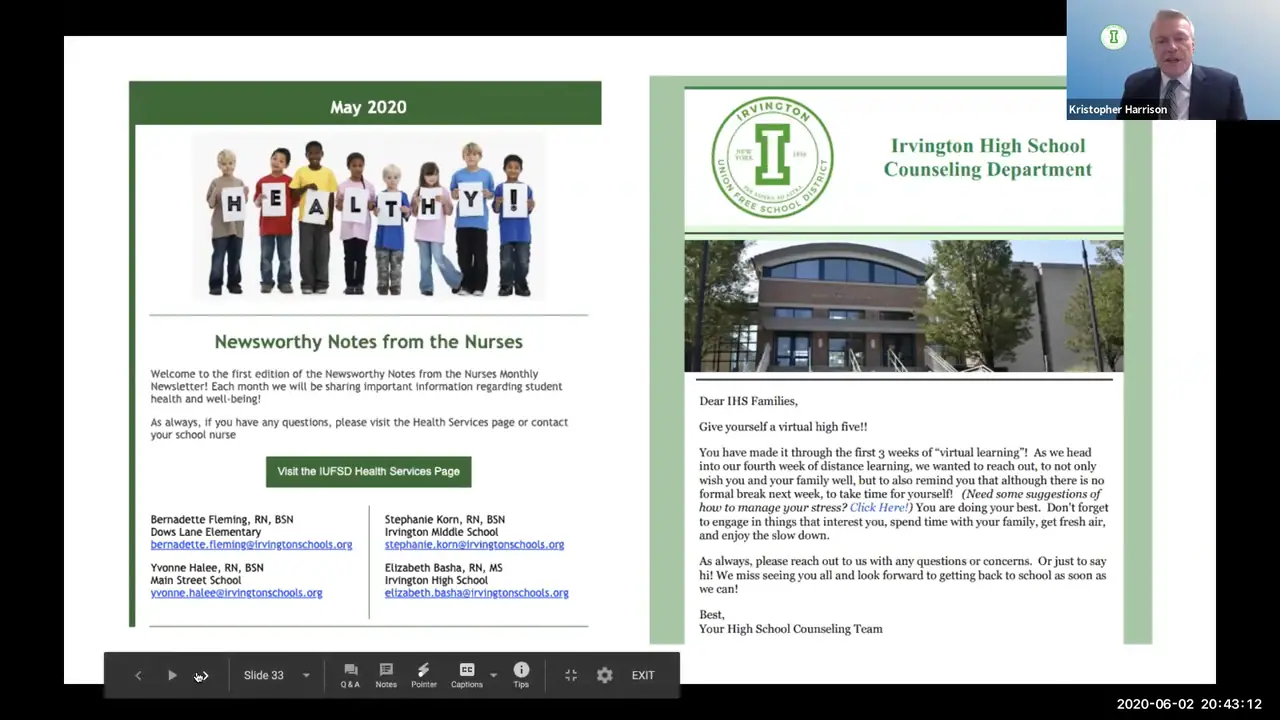 May 2020
H E A L T H Y !
Newsworthy Notes from the Nurses
Welcome to the first edition of the Newsworthy Notes from the Nurses Monthly
Newsletter! Each month we will be sharing important information regarding student
health and well-being!
As always, if you have any questions, please visit the Health Services page or contact
your school nurse
Visit the IUFSD Health Services Page
Bernadette Fleming, RN, BSN
Dows Lane Elementary
bernadette.fleming@irvingtonschools.org
Yvonne Halee, RN, BSN
Main Street School
yvonne.halee@irvingtonschools.org
Stephanie Korn, RN, BSN
Irvington Middle School
stephanie.korn@irvingtonschools.org
Elizabeth Basha, RN, MS
Irvington High School
elizabeth.basha@irvingtonschools.org
IRVINGTON
NEW
YORK
I
UNION FREE SCHOOL DISTRICT
Irvington High School
Counseling Department
Dear IHS Families,
Give yourself a virtual high five!!
You have made it through the first 3 weeks of “virtual learning”! As we head
into our fourth week of distance learning, we wanted to reach out, to not only
wish you and your family well, but to also remind you that although there is no
formal break next week, to take time for yourself! (Need some suggestions of
how to manage your stress? Click Here!) You are doing your best. Don't forget
to engage in things that interest you, spend time with your family, get fresh air,
and enjoy the slow down.
As always, please reach out to us with any questions or concerns. Or just to say
hi! We miss seeing you all and look forward to getting back to school as soon as
we can!
Best,
Your High School Counseling Team
I
Kristopher Harrison
Slide 33
Q & A
Notes
Pointer
CC
Captions
Tips
EXIT
2020-06-02 20:43:12